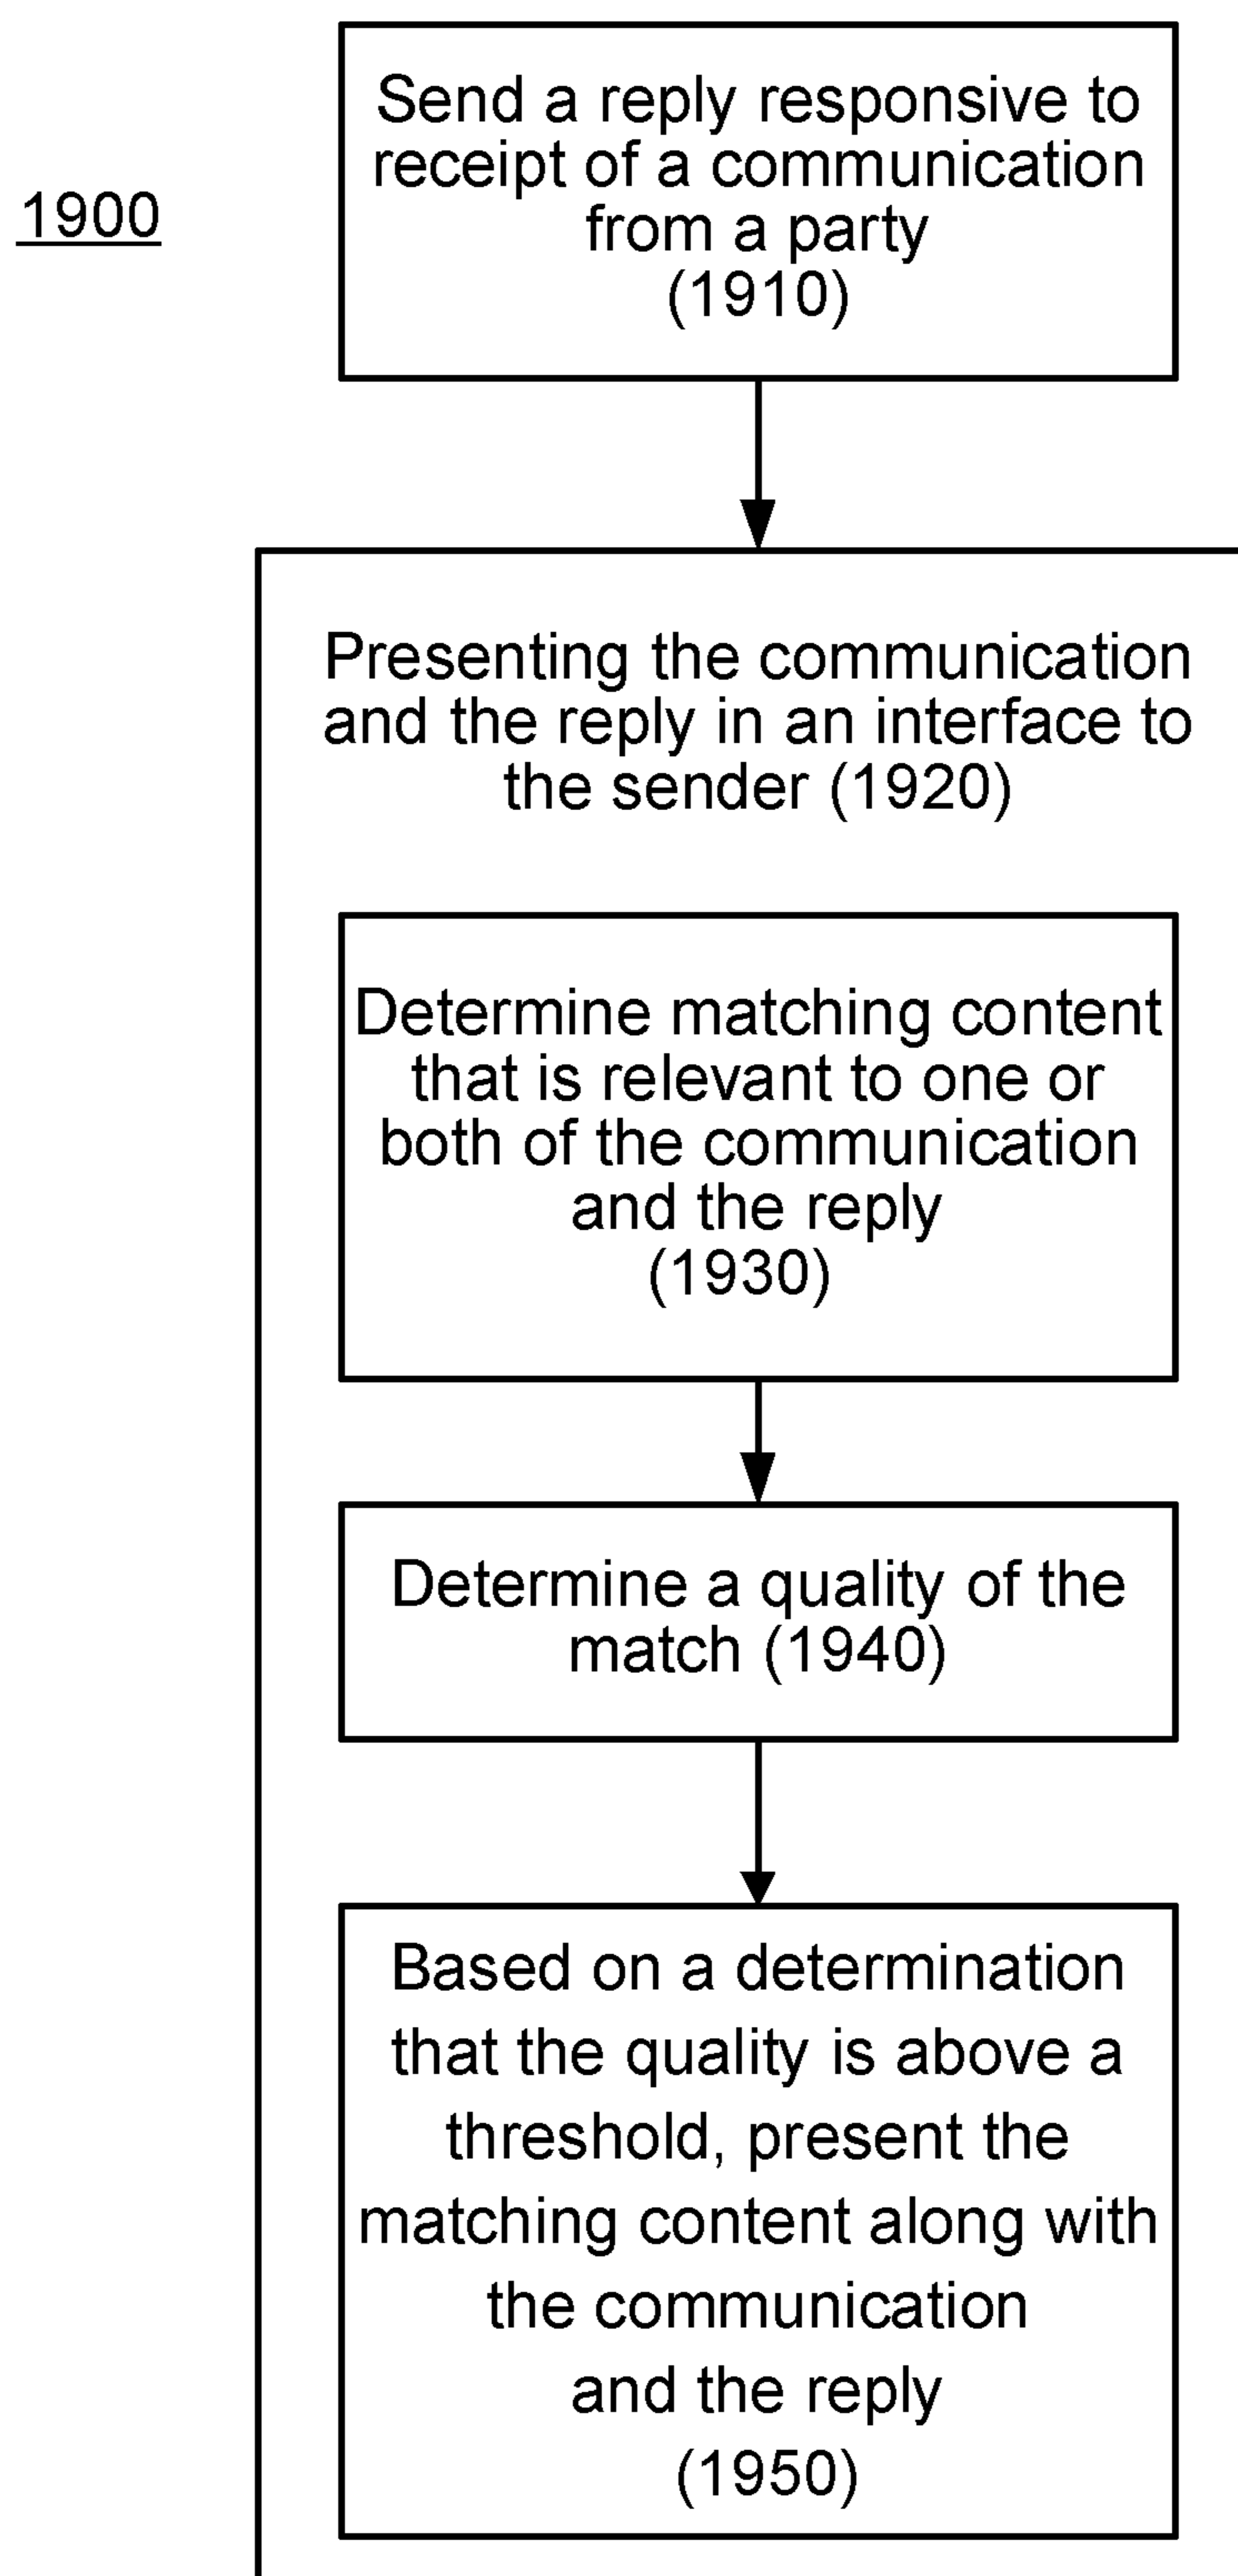 Send a reply responsive to
receipt of a communication
from a party
(1910)
1900
Presenting the communication
and the reply in an interface to
the sender (1920)
Determine matching content
that is relevant to one or
both of the communication
and the reply
(1930)
Determine a quality of the
match (1940)
Based on a determination
that the quality is above a
threshold, present the
matching content along with
the communication
and the reply
(1950)